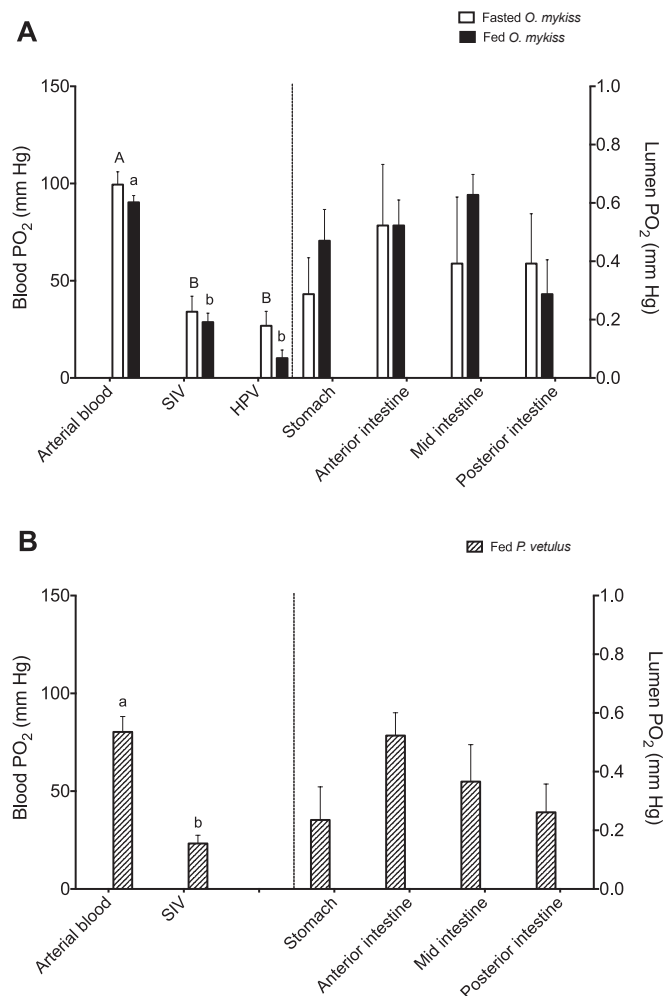 A
Fasted O. mykiss
Fed O. mykiss
150
100
50
0
Blood PO₂ (mm Hg)
A
a
B
b
B
b
1.0
0.8
0.6
0.4
0.2
0.0
Lumen PO₂ (mm Hg)
Arterial blood
SIV
HPV
Stomach
Anterior intestine
Mid intestine
Posterior intestine
B
Fed P. vetulus
150
100
50
0
Blood PO₂ (mm Hg)
a
b
1.0
0.8
0.6
0.4
0.2
0.0
Lumen PO₂ (mm Hg)
Arterial blood
SIV
Stomach
Anterior intestine
Mid intestine
Posterior intestine